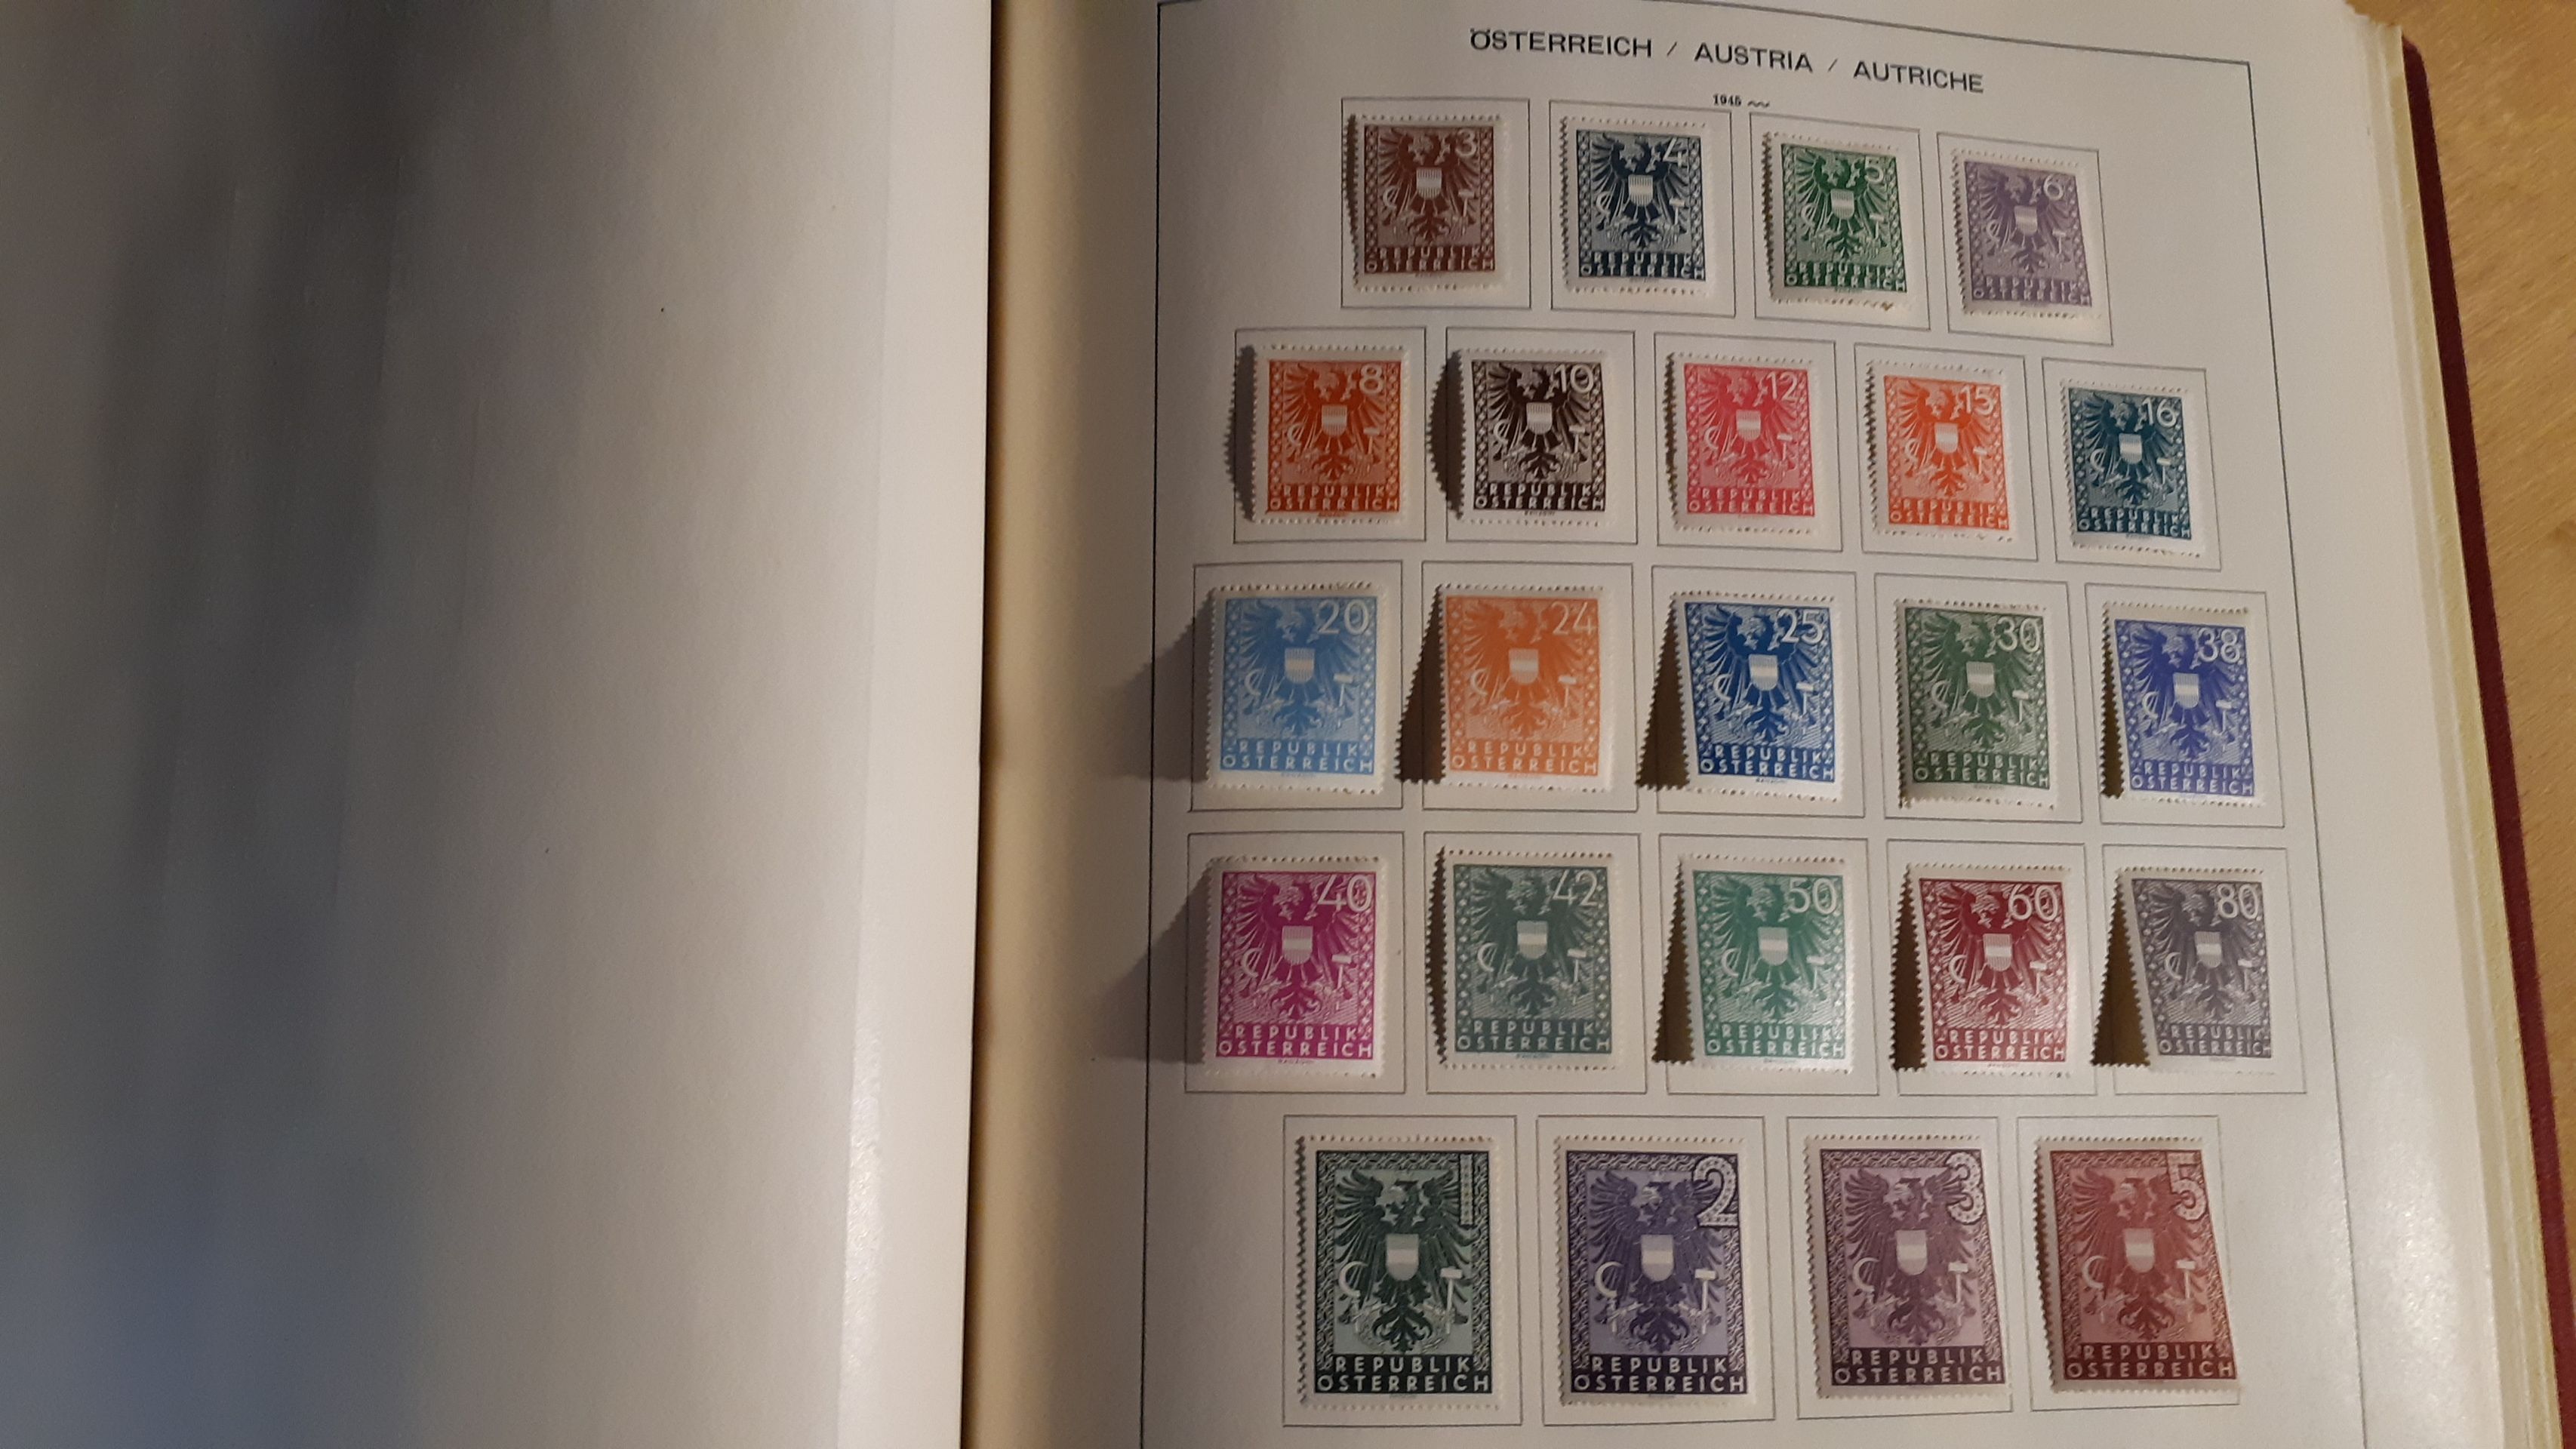 ÖSTERREICH / AUSTRIA / AUTRICHE
1945
3
REPUBLIK
ÖSTERREICH
4
REPUBLIK
ÖSTERREICH
5
REPUBLIK
ÖSTERREICH
6
REPUBLIK
ÖSTERREICH
8
REPUBLIK
ÖSTERREICH
10
REPUBLIK
ÖSTERREICH
12
REPUBLIK
ÖSTERREICH
15
REPUBLIK
ÖSTERREICH
16
REPUBLIK
ÖSTERREICH
20
REPUBLIK
ÖSTERREICH
24
REPUBLIK
ÖSTERREICH
25
REPUBLIK
ÖSTERREICH
30
REPUBLIK
ÖSTERREICH
38
REPUBLIK
ÖSTERREICH
40
REPUBLIK
ÖSTERREICH
42
REPUBLIK
ÖSTERREICH
50
REPUBLIK
ÖSTERREICH
60
REPUBLIK
ÖSTERREICH
80
REPUBLIK
ÖSTERREICH
1
REPUBLIK
ÖSTERREICH
2
REPUBLIK
ÖSTERREICH
3
REPUBLIK
ÖSTERREICH
5
REPUBLIK
ÖSTERREICH